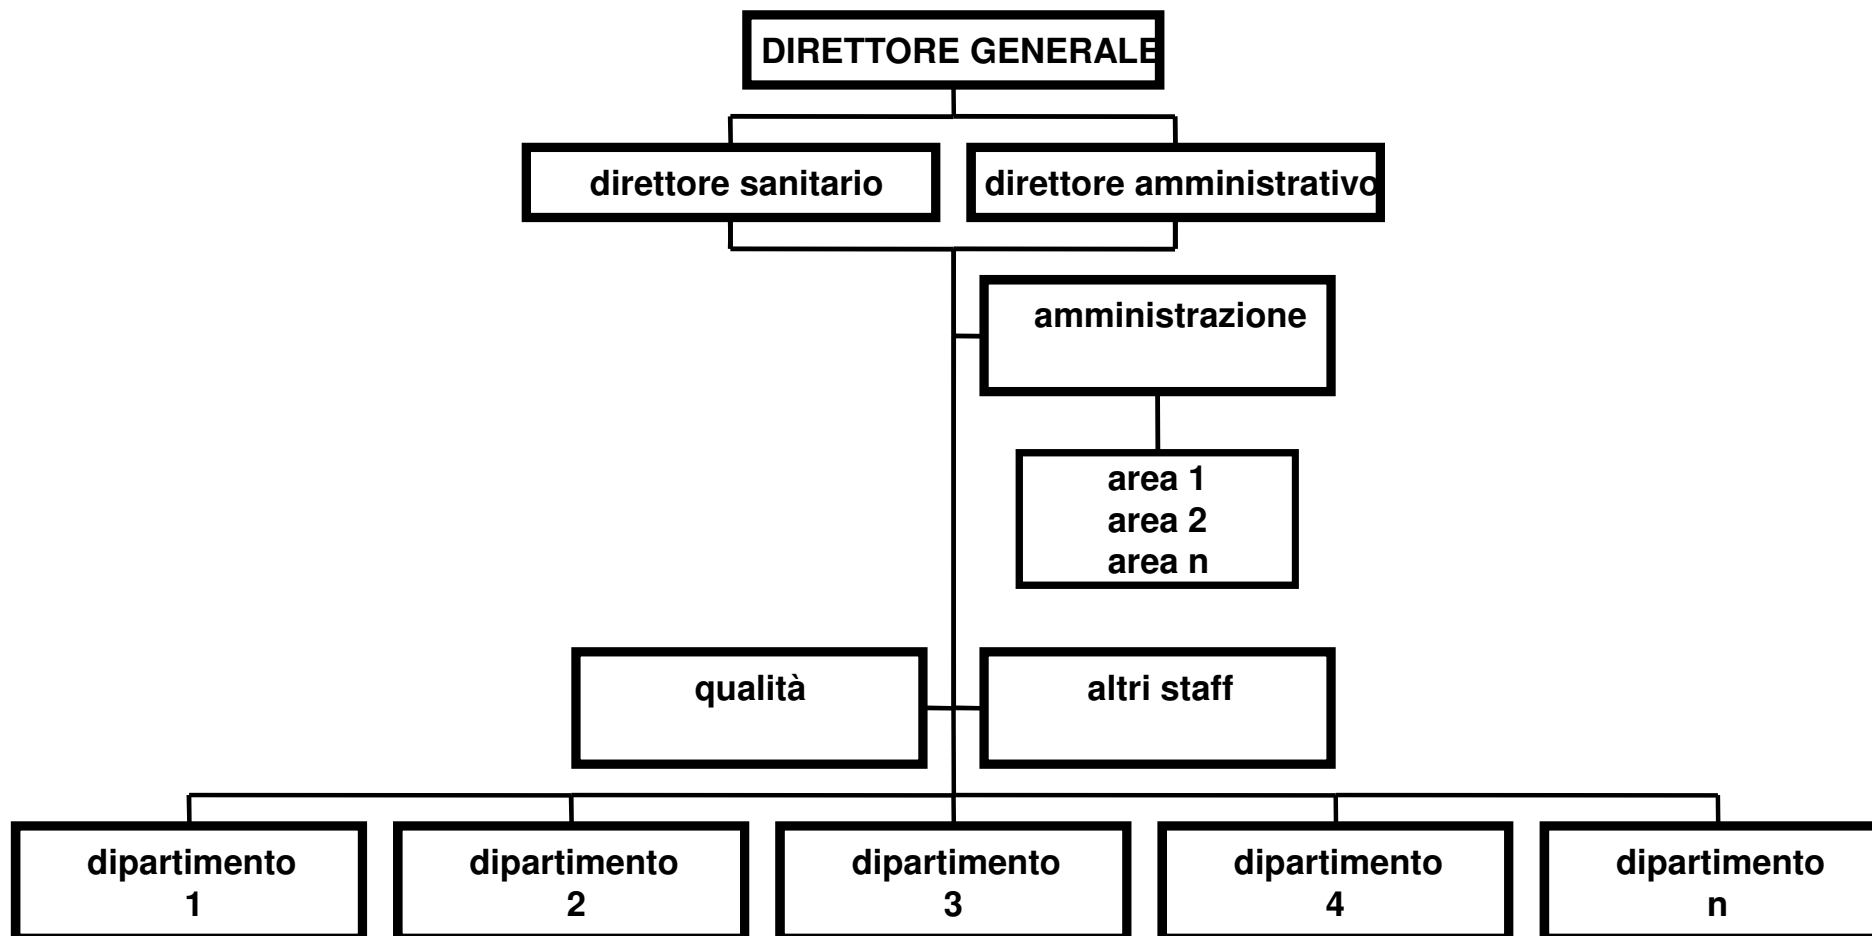 DIRETTORE GENERALE
direttore sanitario
direttore amministrativo
amministrazione
area 1
area 2
area n
qualità
altri staff
dipartimento
1
dipartimento
2
dipartimento
3
dipartimento
4
dipartimento
n